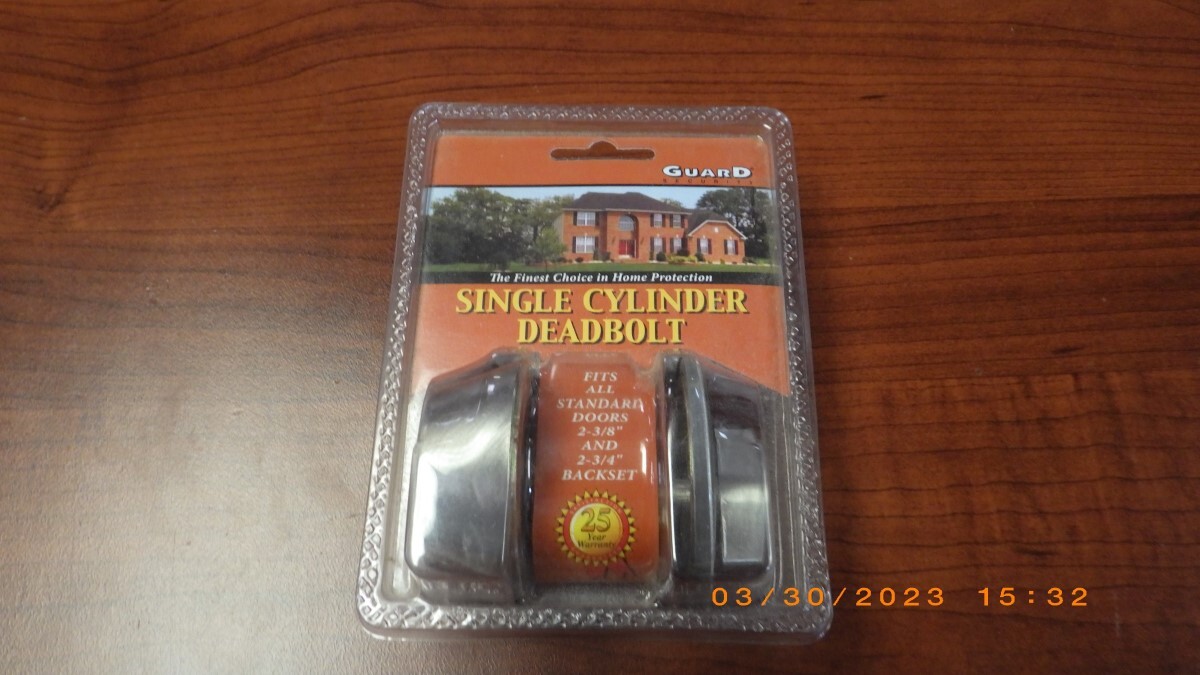 GUARD
SECURITY
The Finest Choice in Home Protection
SINGLE CYLINDER
DEADBOLT
FITS
ALL
STANDARD
DOORS
2-3/8"
AND
2-3/4"
BACKSET
25
Year
Warranty
03/30/2023 15:32